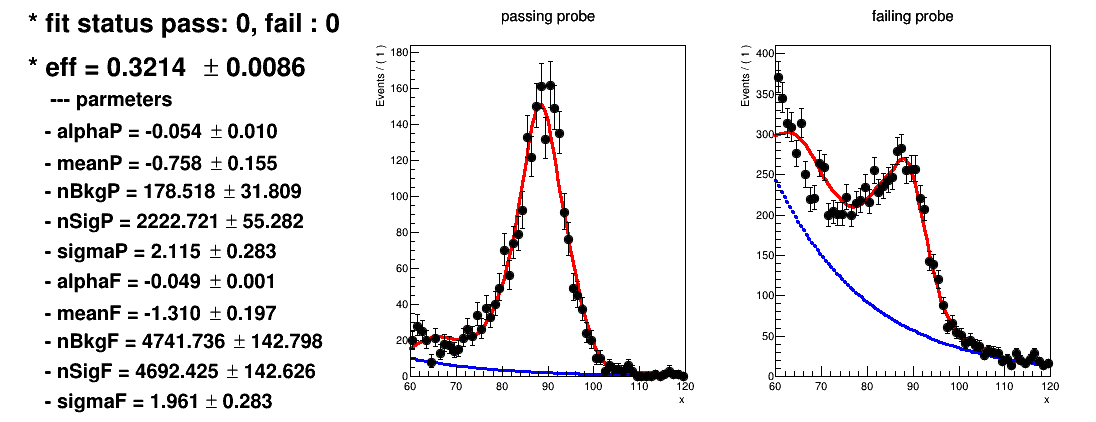 * fit status pass: 0, fail : 0
* eff = 0.3214 ± 0.0086
--- parmeters
- alphaP = -0.054 ± 0.010
- meanP = -0.758 ± 0.155
- nBkgP = 178.518 ± 31.809
- nSigP = 2222.721 ± 55.282
- sigmaP = 2.115 ± 0.283
- alphaF = -0.049 ± 0.001
- meanF = -1.310 ± 0.197
- nBkgF = 4741.736 ± 142.798
- nSigF = 4692.425 ± 142.626
- sigmaF = 1.961 ± 0.283
passing probe
Events / ( 1 )
180
160
140
120
100
80
60
40
20
0
60 70 80 90 100 110 120
x
failing probe
Events / ( 1 )
400
350
300
250
200
150
100
50
0
60 70 80 90 100 110 120
x